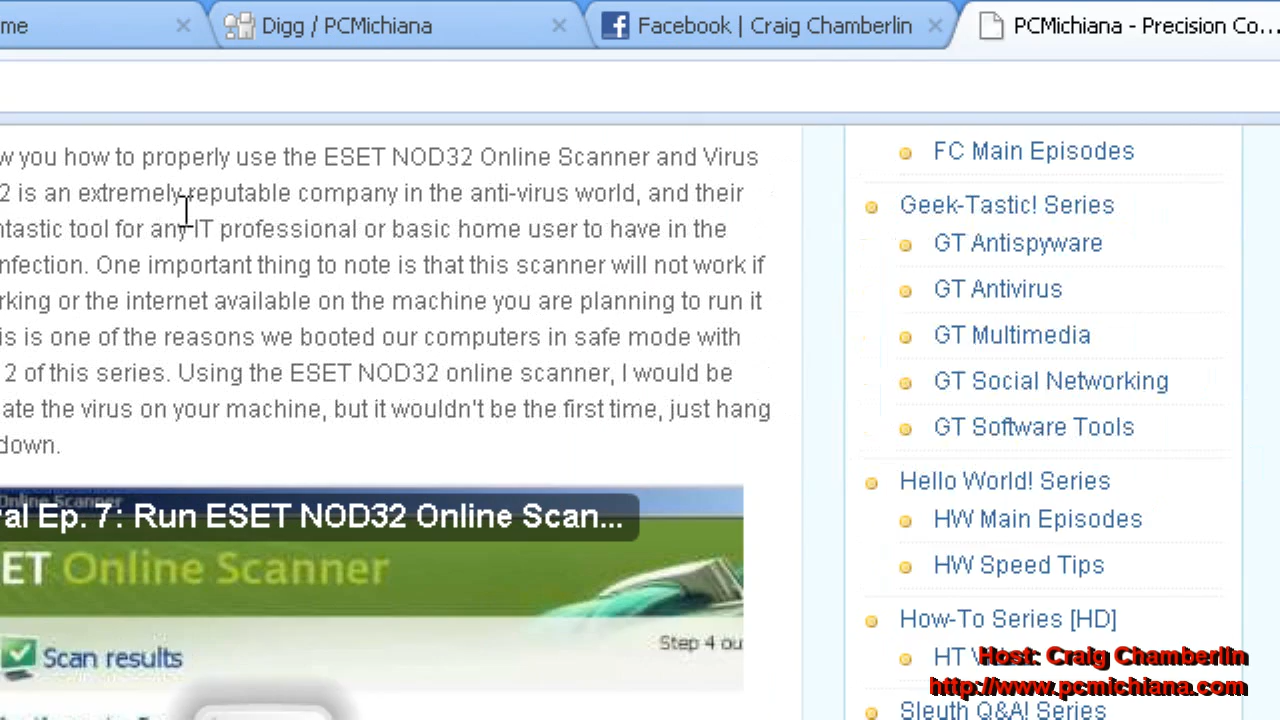 me
Digg / PCMichiana
Facebook | Craig Chamberlin
PCMichiana - Precision Co...
w you how to properly use the ESET NOD32 Online Scanner and Virus
2 is an extremely reputable company in the anti-virus world, and their
ntastic tool for any IT professional or basic home user to have in the
nfection. One important thing to note is that this scanner will not work if
rking or the internet available on the machine you are planning to run it
is is one of the reasons we booted our computers in safe mode with
2 of this series. Using the ESET NOD32 online scanner, I would be
ate the virus on your machine, but it wouldn't be the first time, just hang
down.
Online Scanner
al Ep. 7: Run ESET NOD32 Online Scan...
ET Online Scanner
Step 4 ou
Scan results
FC Main Episodes
Geek-Tastic! Series
GT Antispyware
GT Antivirus
GT Multimedia
GT Social Networking
GT Software Tools
Hello World! Series
HW Main Episodes
HW Speed Tips
How-To Series [HD]
HT
Sleuth Q&A! Series
Host: Craig Chamberlin
http://www.pcmichiana.com